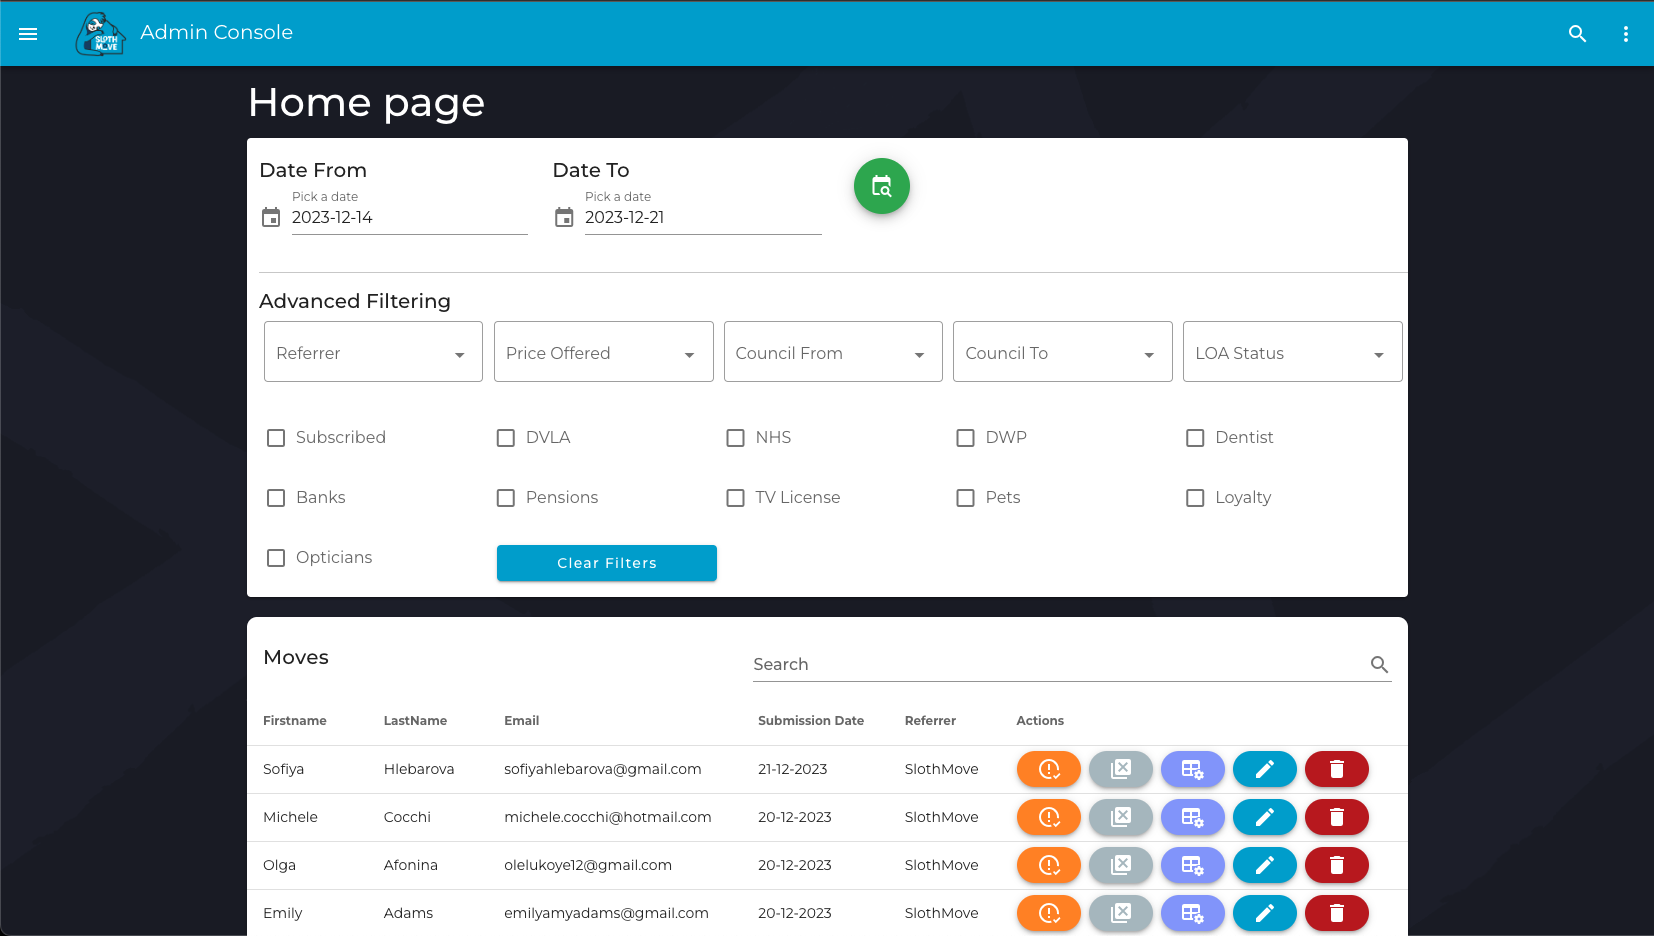 SLOTH
MOVE
Admin Console
Home page
Date From
Date To
Pick a date
Pick a date
2023-12-14
2023-12-21
Advanced Filtering
Referrer
Price Offered
Council From
Council To
LOA Status
Subscribed
DVLA
NHS
DWP
Dentist
Banks
Pensions
TV License
Pets
Loyalty
Opticians
Clear Filters
Moves
Search
Firstname LastName Email Submission Date Referrer Actions
Sofiya Hlebarova sofiyahlebarova@gmail.com 21-12-2023 SlothMove
Michele Cocchi michele.cocchi@hotmail.com 20-12-2023 SlothMove
Olga Afonina olelukoye12@gmail.com 20-12-2023 SlothMove
Emily Adams emilyamyadams@gmail.com 20-12-2023 SlothMove